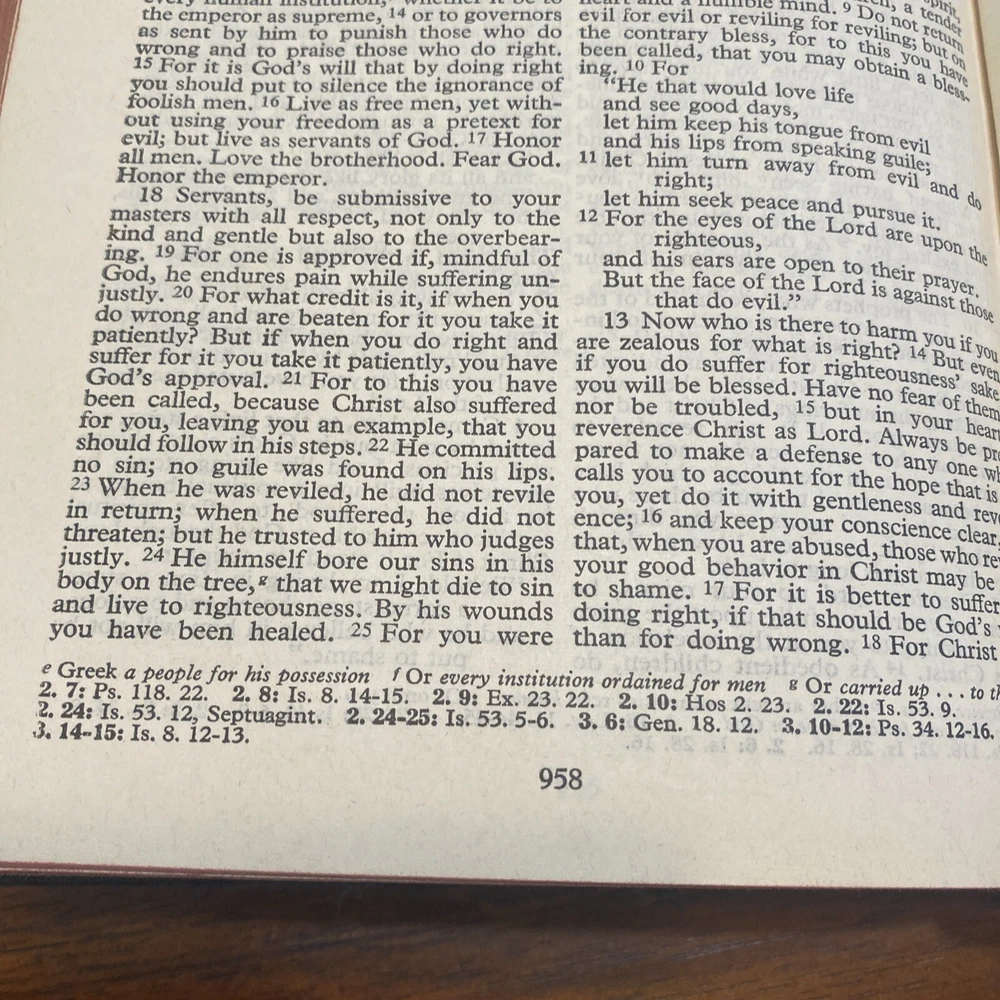 every human institution, whether it be to
the emperor as supreme, 14 or to governors
as sent by him to punish those who do
wrong and to praise those who do right.
15 For it is God's will that by doing right
you should put to silence the ignorance of
foolish men. 16 Live as free men, yet with-
out using your freedom as a pretext for
evil; but live as servants of God. 17 Honor
all men. Love the brotherhood. Fear God.
Honor the emperor.
18 Servants, be submissive to your
masters with all respect, not only to the
kind and gentle but also to the overbear-
ing. 19 For one is approved if, mindful of
God, he endures pain while suffering un-
justly. 20 For what credit is it, if when you
do wrong and are beaten for it you take it
patiently? But if when you do right and
suffer for it you take it patiently, you have
God's approval. 21 For to this you have
been called, because Christ also suffered
for you, leaving you an example, that you
should follow in his steps. 22 He committed
no sin; no guile was found on his lips.
23 When he was reviled, he did not revile
in return; when he suffered, he did not
threaten; but he trusted to him who judges
justly. 24 He himself bore our sins in his
body on the tree,g that we might die to sin
and live to righteousness. By his wounds
you have been healed. 25 For you were
spirit,
a tender
heart and a humble mind. 9 Do not return
evil for evil or reviling for reviling; but on
the contrary bless, for to this you have
been called, that you may obtain a bless-
ing. 10 For
"He that would love life
and see good days,
let him keep his tongue from evil
and his lips from speaking guile;
11 let him turn away from evil and do
right;
let him seek peace and pursue it.
12 For the eyes of the Lord are upon the
righteous,
and his ears are open to their prayer.
But the face of the Lord is against those
that do evil."
13 Now who is there to harm you if you
are zealous for what is right? 14 But even
if you do suffer for righteousness' sake
you will be blessed. Have no fear of them
nor be troubled, 15 but in your heart
reverence Christ as Lord. Always be pre
pared to make a defense to any one wh
calls you to account for the hope that is
you, yet do it with gentleness and reve
ence; 16 and keep your conscience clear,
that, when you are abused, those who rev
your good behavior in Christ may be
to shame. 17 For it is better to suffer
doing right, if that should be God's
than for doing wrong. 18 For Christ
e Greek a people for his possession f Or every institution ordained for men g Or carried up . . . to th
2. 7: Ps. 118. 22. 2. 8: Is. 8. 14-15. 2. 9: Ex. 23. 22. 2. 10: Hos 2. 23. 2. 22: Is. 53. 9.
2. 24: Is. 53. 12, Septuagint. 2. 24-25: Is. 53. 5-6. 3. 6: Gen. 18. 12. 3. 10-12: Ps. 34. 12-16.
3. 14-15: Is. 8. 12-13.
958